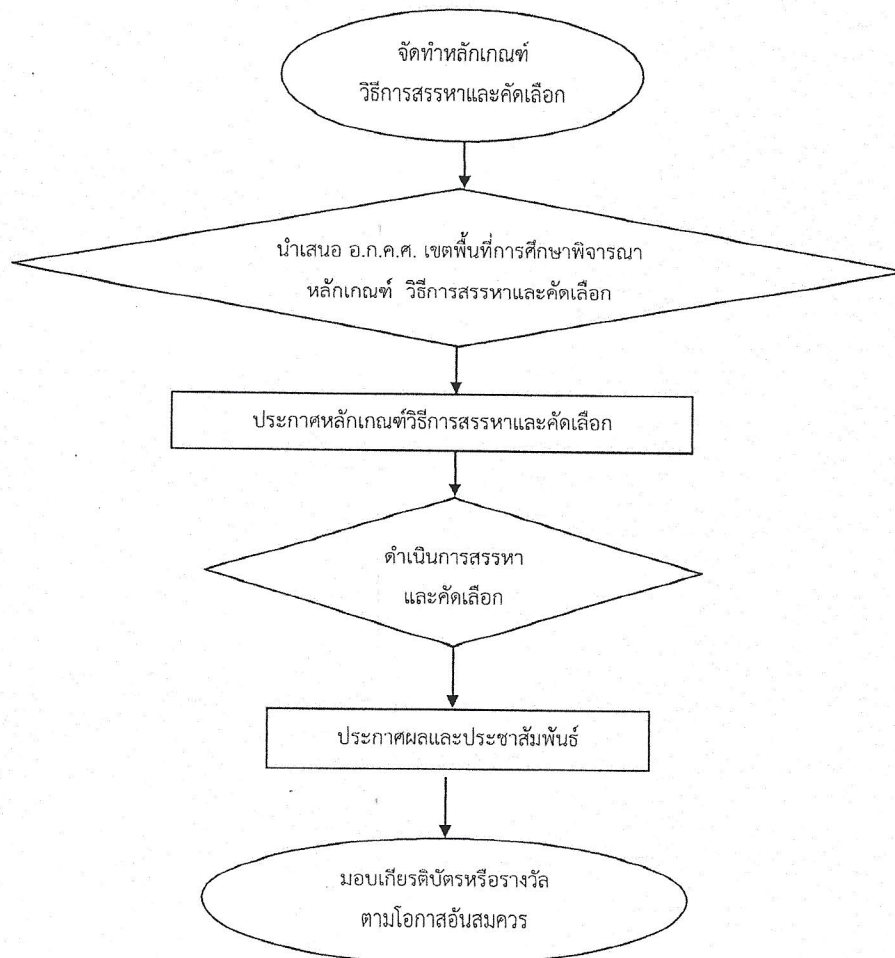 จัดทำหลักเกณฑ์
วิธีการสรรหาและคัดเลือก
นำเสนอ อ.ก.ค.ศ. เขตพื้นที่การศึกษาพิจารณา
หลักเกณฑ์ วิธีการสรรหาและคัดเลือก
ประกาศหลักเกณฑ์วิธีการสรรหาและคัดเลือก
ดำเนินการสรรหา
และคัดเลือก
ประกาศผลและประชาสัมพันธ์
มอบเกียรติบัตรหรือรางวัล
ตามโอกาสอันสมควร